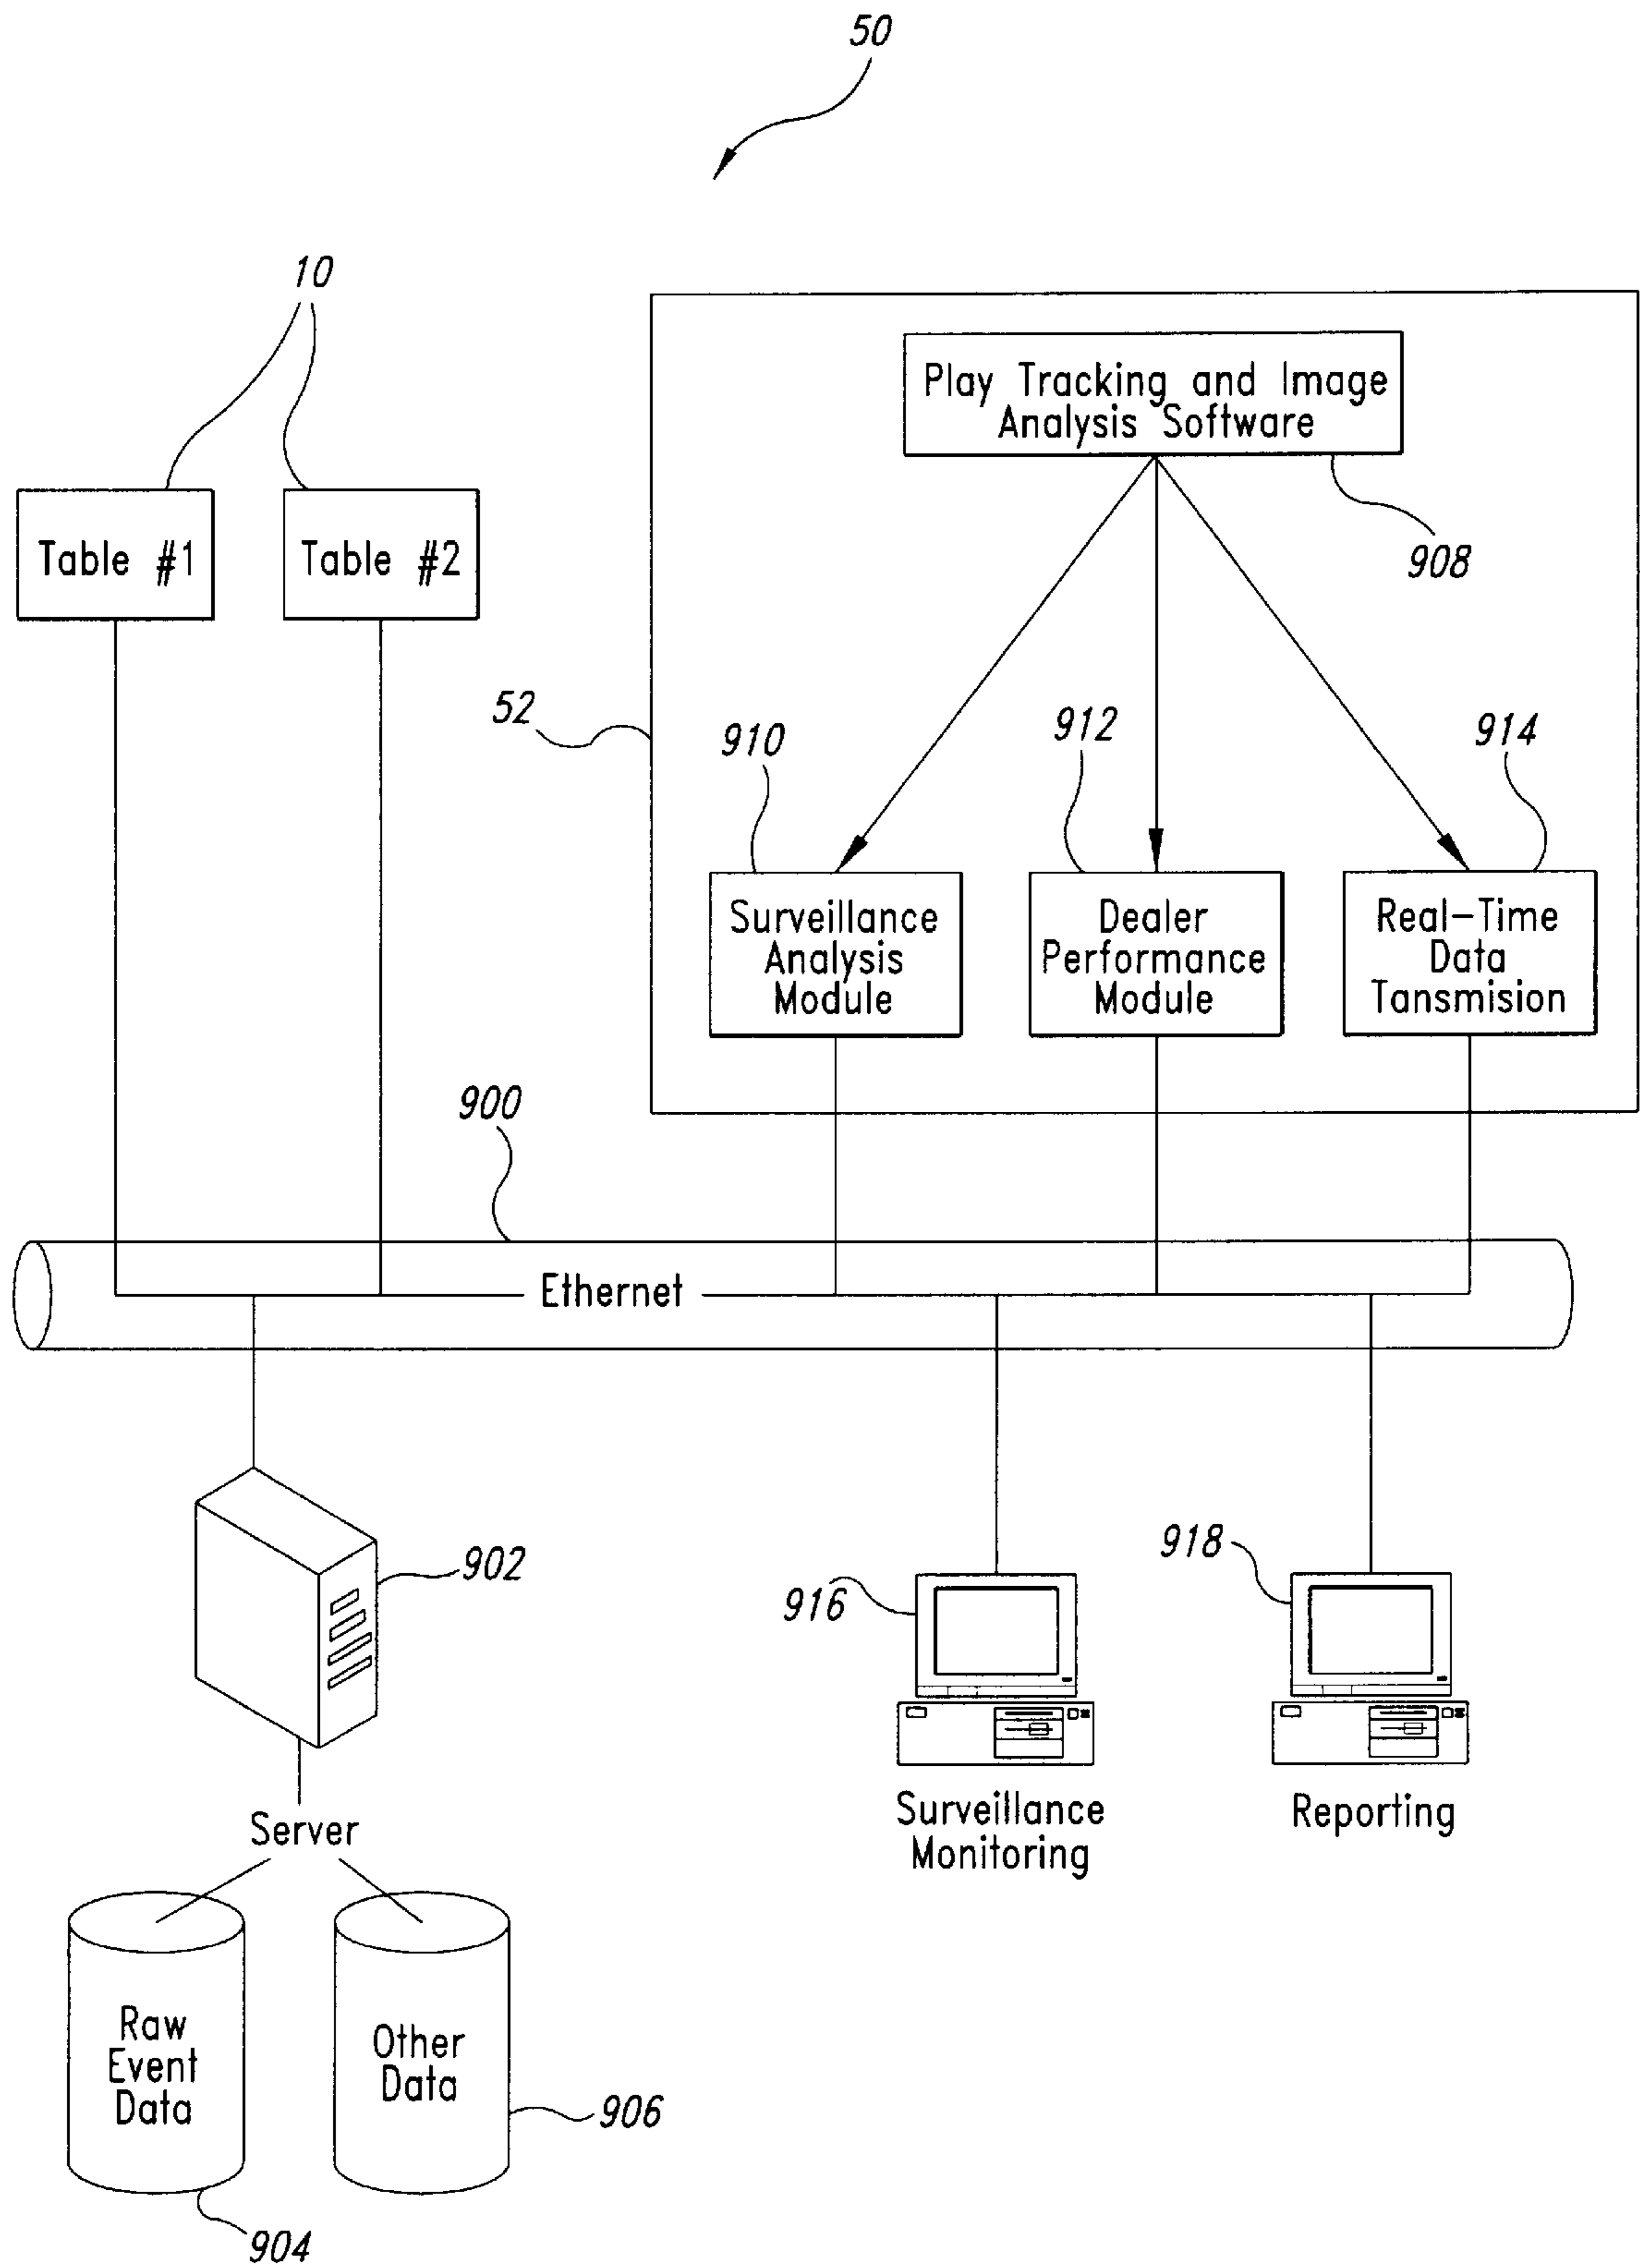 50
10
Play Tracking and Image
Analysis Software
Table #1
Table #2
908
52
910
912
914
Surveillance
Analysis
Module
Dealer
Performance
Module
Real-Time
Data
Tansmision
900
Ethernet
902
916
918
Server
Surveillance
Monitoring
Reporting
Raw
Event
Data
Other
Data
906
904